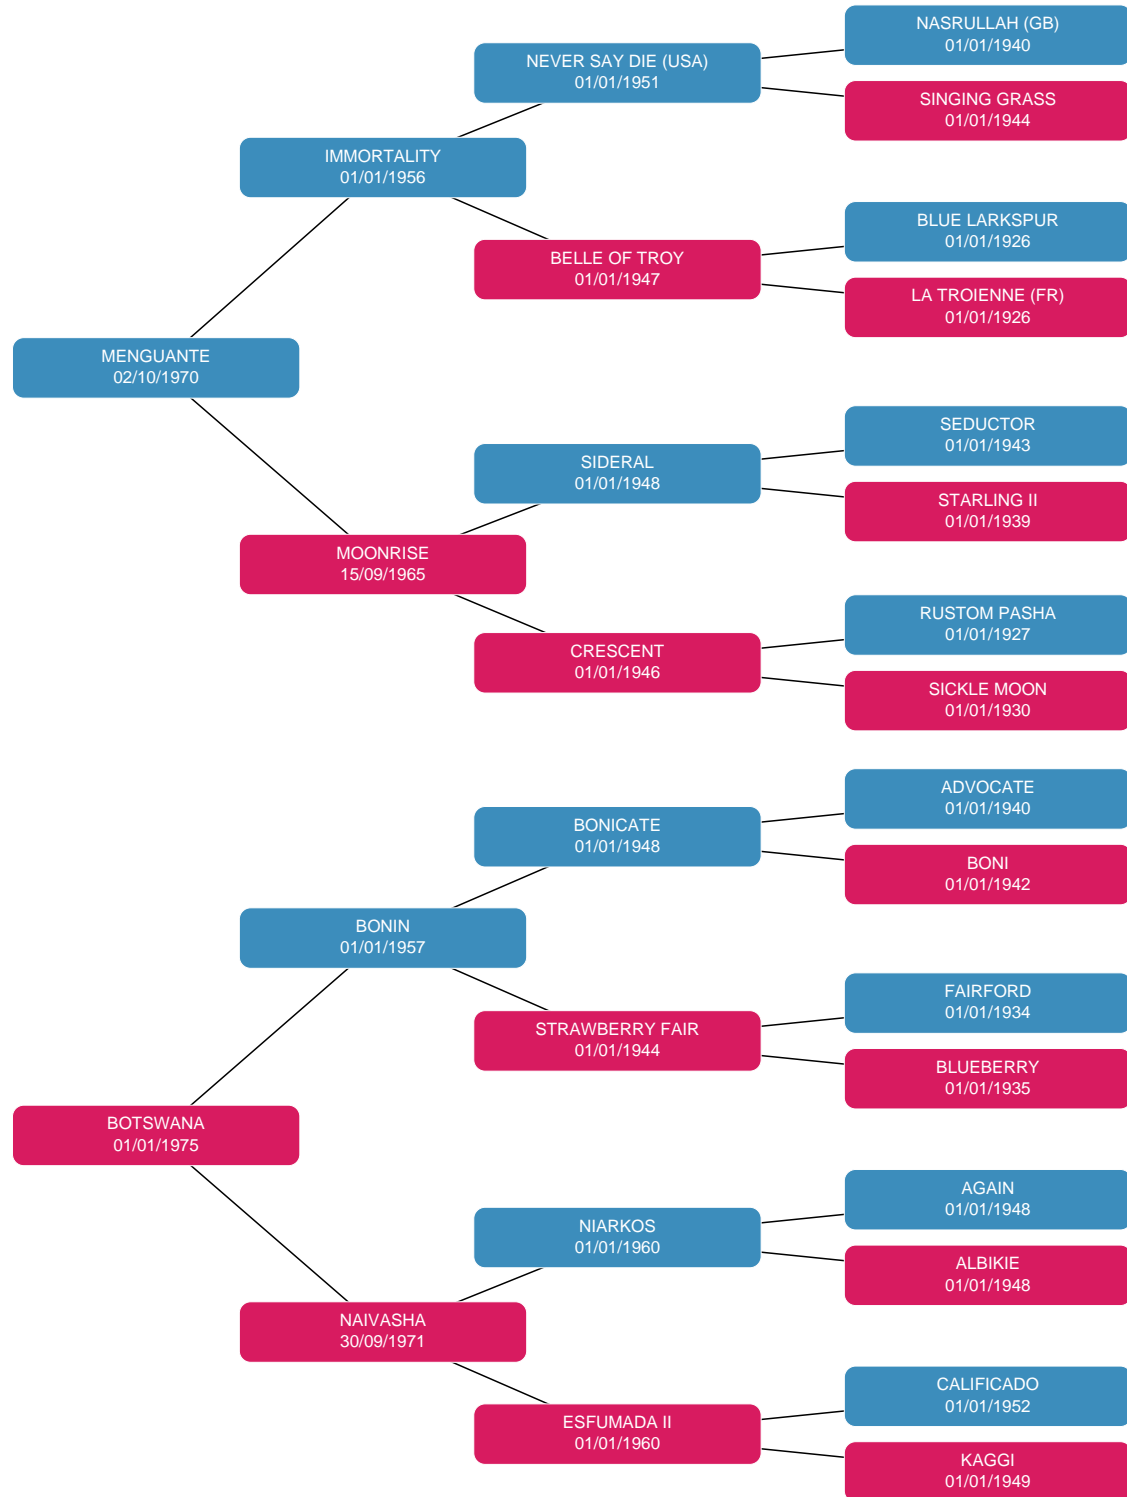 NASRULLAH (GB)
01/01/1940
NEVER SAY DIE (USA)
01/01/1951
SINGING GRASS
01/01/1944
IMMORTALITY
01/01/1956
BLUE LARKSPUR
01/01/1926
BELLE OF TROY
01/01/1947
LA TROIENNE (FR)
01/01/1926
MENGUANTE
02/10/1970
SEDUCTOR
01/01/1943
SIDERAL
01/01/1948
STARLING II
01/01/1939
MOONRISE
15/09/1965
RUSTOM PASHA
01/01/1927
CRESCENT
01/01/1946
SICKLE MOON
01/01/1930
ADVOCATE
01/01/1940
BONICATE
01/01/1948
BONI
01/01/1942
BONIN
01/01/1957
FAIRFORD
01/01/1934
STRAWBERRY FAIR
01/01/1944
BLUEBERRY
01/01/1935
BOTSWANA
01/01/1975
AGAIN
01/01/1948
NIARKOS
01/01/1960
ALBIKIE
01/01/1948
NAIVASHA
30/09/1971
CALIFICADO
01/01/1952
ESFUMADA II
01/01/1960
KAGGI
01/01/1949